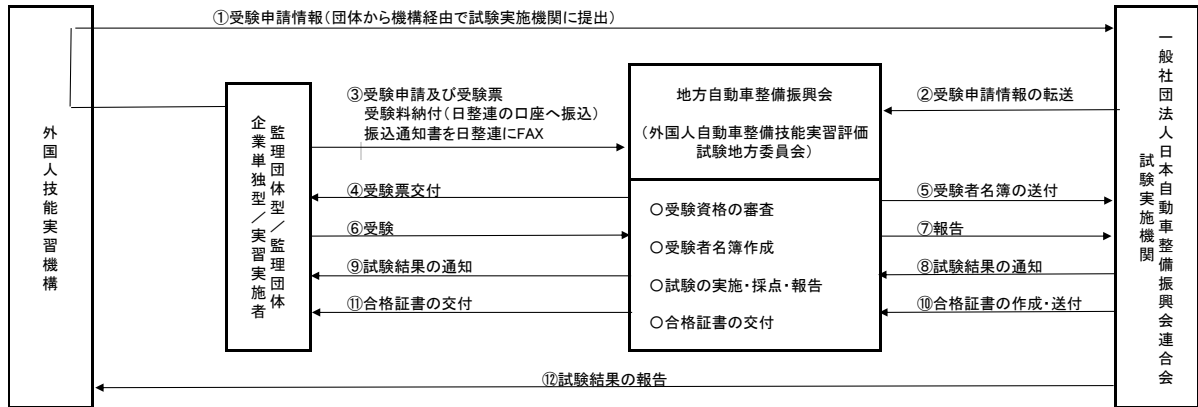 ①受験申請情報（団体から機構経由で試験実施機関に提出）
外国人技能実習機構
監理団体型／監理団体
企業単独型／実習実施者
③受験申請及び受験票
受験料納付（日整連の口座へ振込）
振込通知書を日整連にFAX
地方自動車整備振興会
（外国人自動車整備技能実習評価
試験地方委員会）
②受験申請情報の転送
一般社団法人日本自動車整備振興会連合会
試験実施機関
④受験票交付
⑤受験者名簿の送付
○受験資格の審査
⑥受験
⑦報告
○受験者名簿作成
⑨試験結果の通知
⑧試験結果の通知
○試験の実施・採点・報告
⑪合格証書の交付
⑩合格証書の作成・送付
○合格証書の交付
⑫試験結果の報告